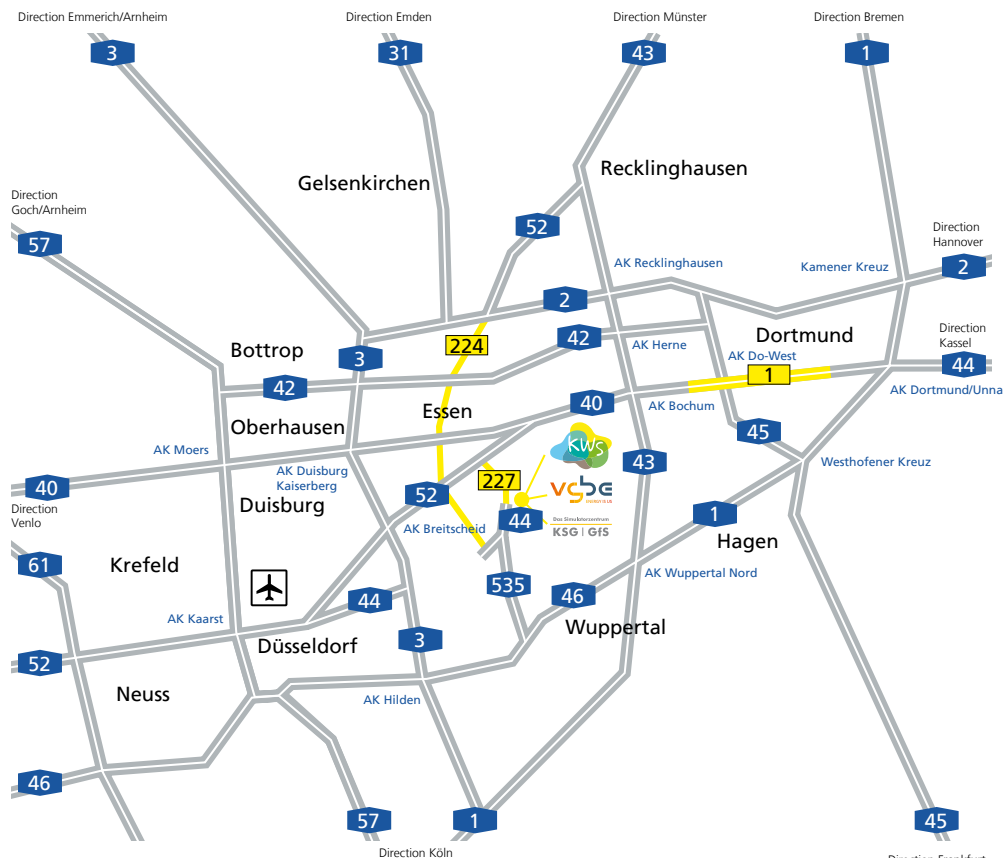 Direction Emmerich/Arnheim
Direction Emden
Direction Münster
Direction Bremen
3
31
43
1
Gelsenkirchen
Recklinghausen
Direction
Goch/Arnheim
57
52
Direction
Hannover
2
AK Recklinghausen
Kamener Kreuz
2
224
42
AK Herne
Dortmund
Direction
Kassel
44
Bottrop
3
AK Do-West
1
42
AK Dortmund/Unna
Essen
40
AK Bochum
Oberhausen
45
AK Moers
kws
43
Westhofener Kreuz
AK Duisburg
Kaiserberg
40
Direction
Venlo
52
227
vgbe
Duisburg
1
44
Das Simulatorzentrum
KSG | GfS
AK Breitscheid
Hagen
61
Krefeld
AK Wuppertal Nord
535
46
44
AK Kaarst
Wuppertal
3
Düsseldorf
52
Neuss
AK Hilden
46
57
1
45
Direction Köln